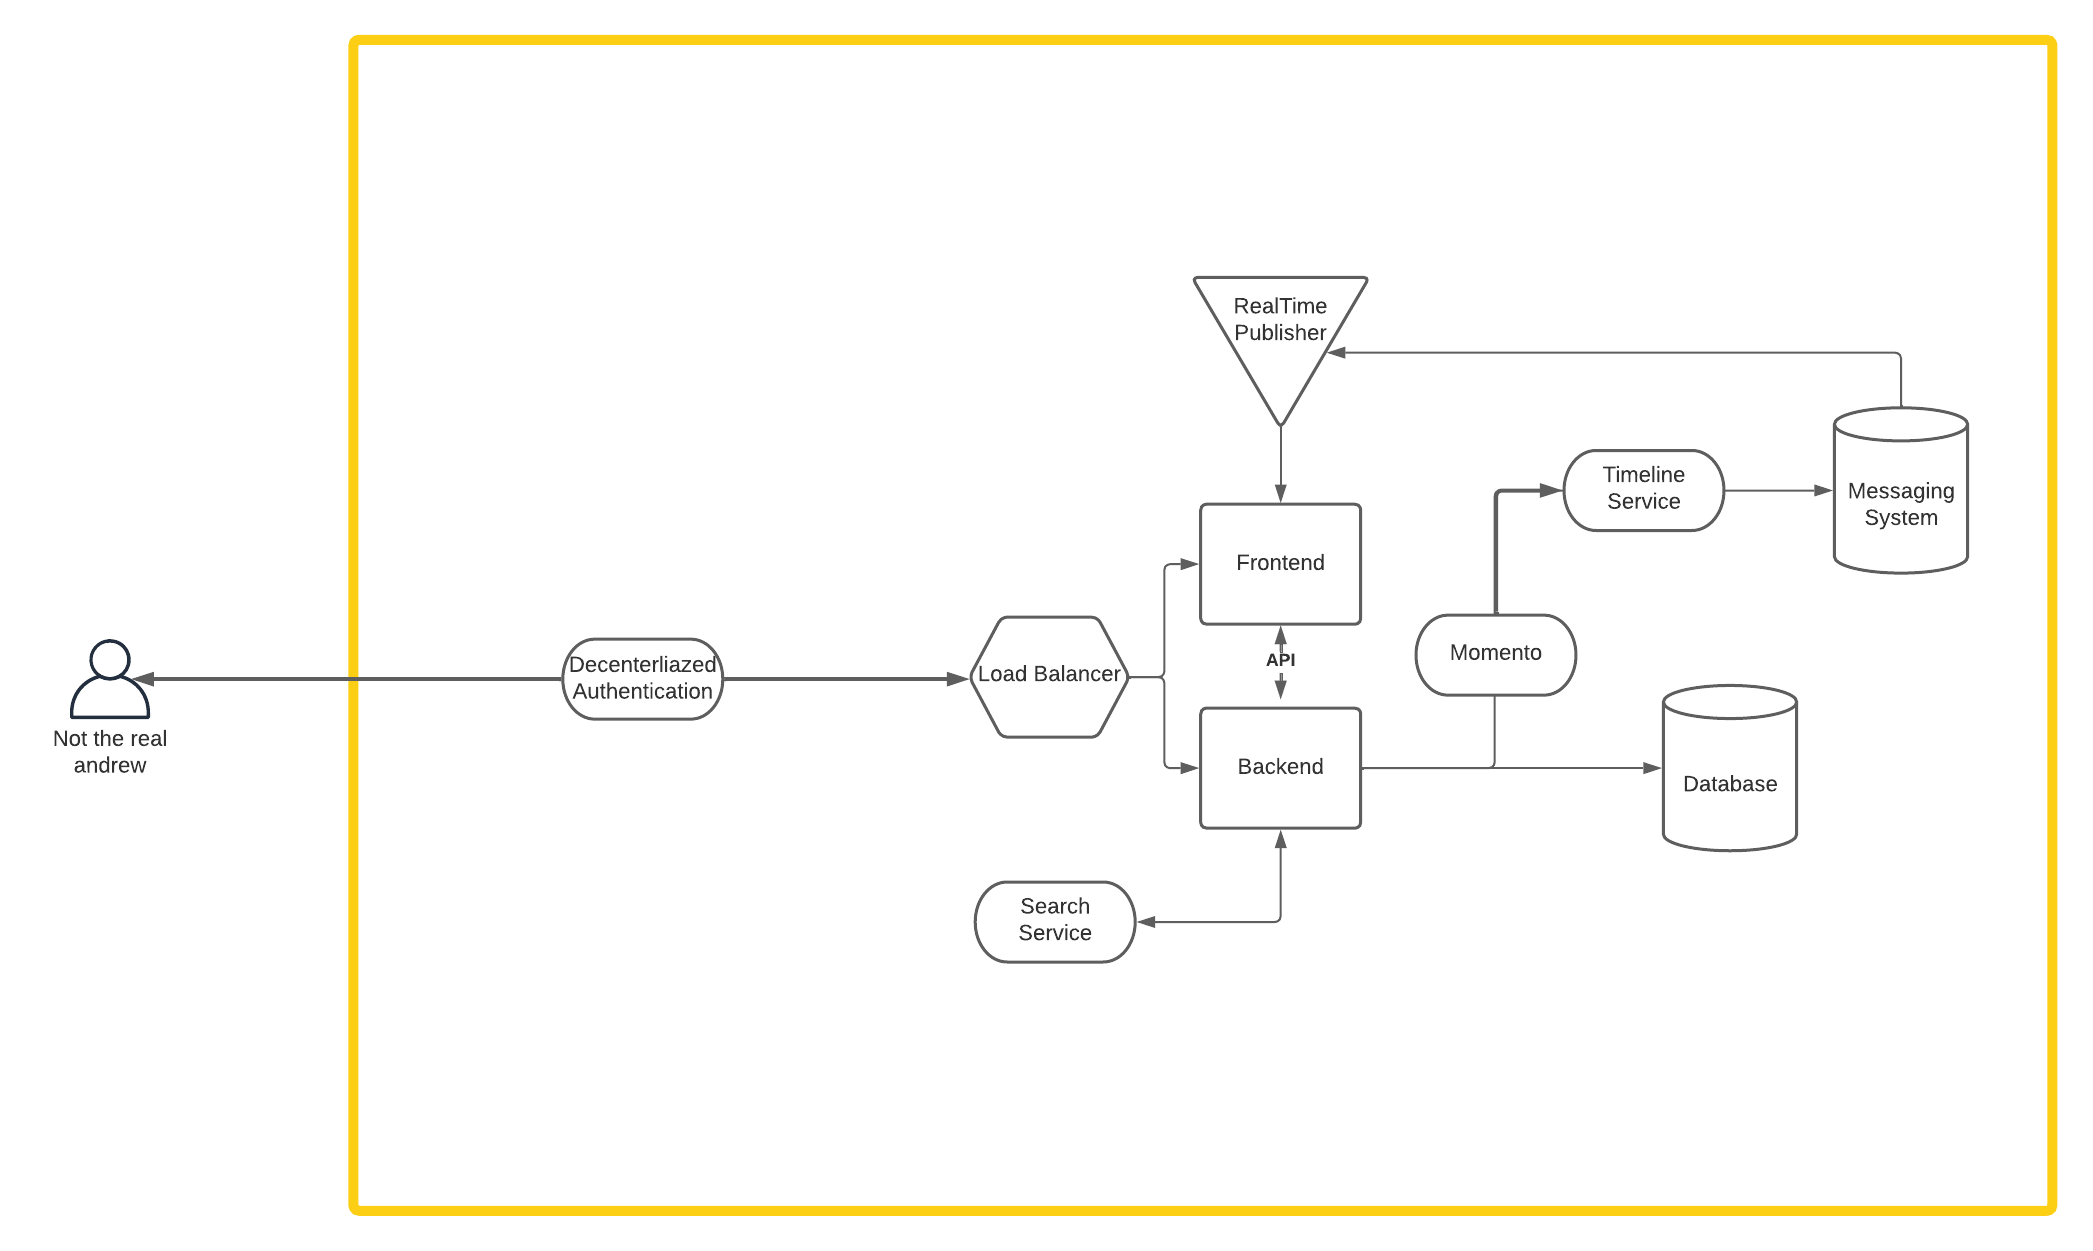 RealTime
Publisher
Timeline
Service
Messaging
System
Frontend
Momento
API
Decenterliazed
Authentication
Load Balancer
Not the real
andrew
Backend
Database
Search
Service